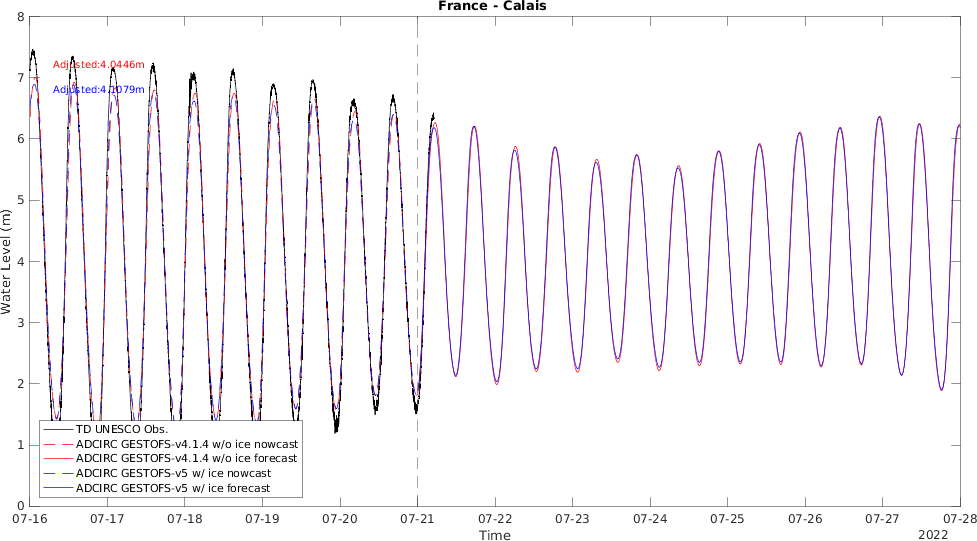 France - Calais
8
7
6
5
4
3
2
1
0
Water Level (m)
Adjusted:4.0446m
TD UNESCO Obs.
ADCIRC GESTOFS-v4.1.4 w/o ice nowcast
ADCIRC GESTOFS-v4.1.4 w/o ice forecast
ADCIRC GESTOFS-v5 w/ ice nowcast
ADCIRC GESTOFS-v5 w/ ice forecast
07-16 07-17 07-18 07-19 07-20 07-21 07-22 07-23 07-24 07-25 07-26 07-27 07-28
Time
2022